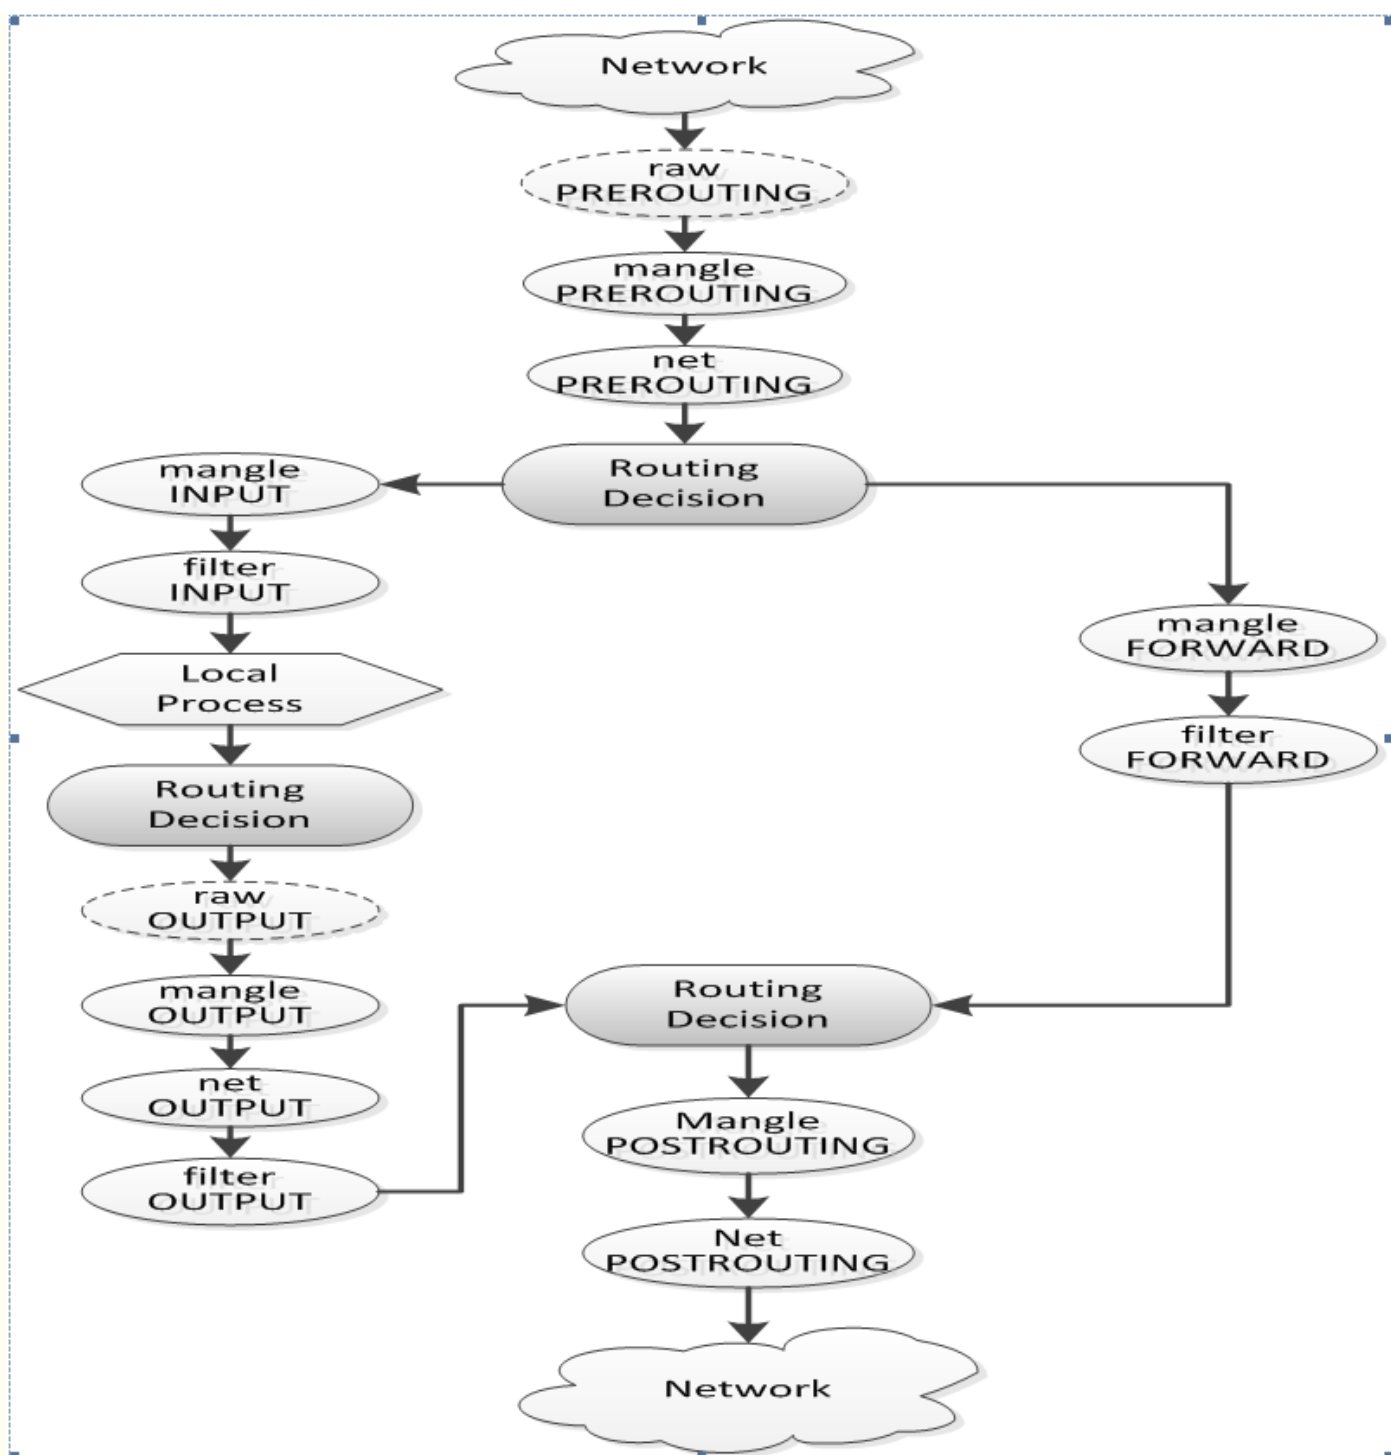 Network
raw
PREROUTING
mangle
PREROUTING
net
PREROUTING
Routing
Decision
mangle
INPUT
filter
INPUT
Local
Process
Routing
Decision
raw
OUTPUT
mangle
OUTPUT
net
OUTPUT
filter
OUTPUT
mangle
FORWARD
filter
FORWARD
Routing
Decision
Mangle
POSTROUTING
Net
POSTROUTING
Network